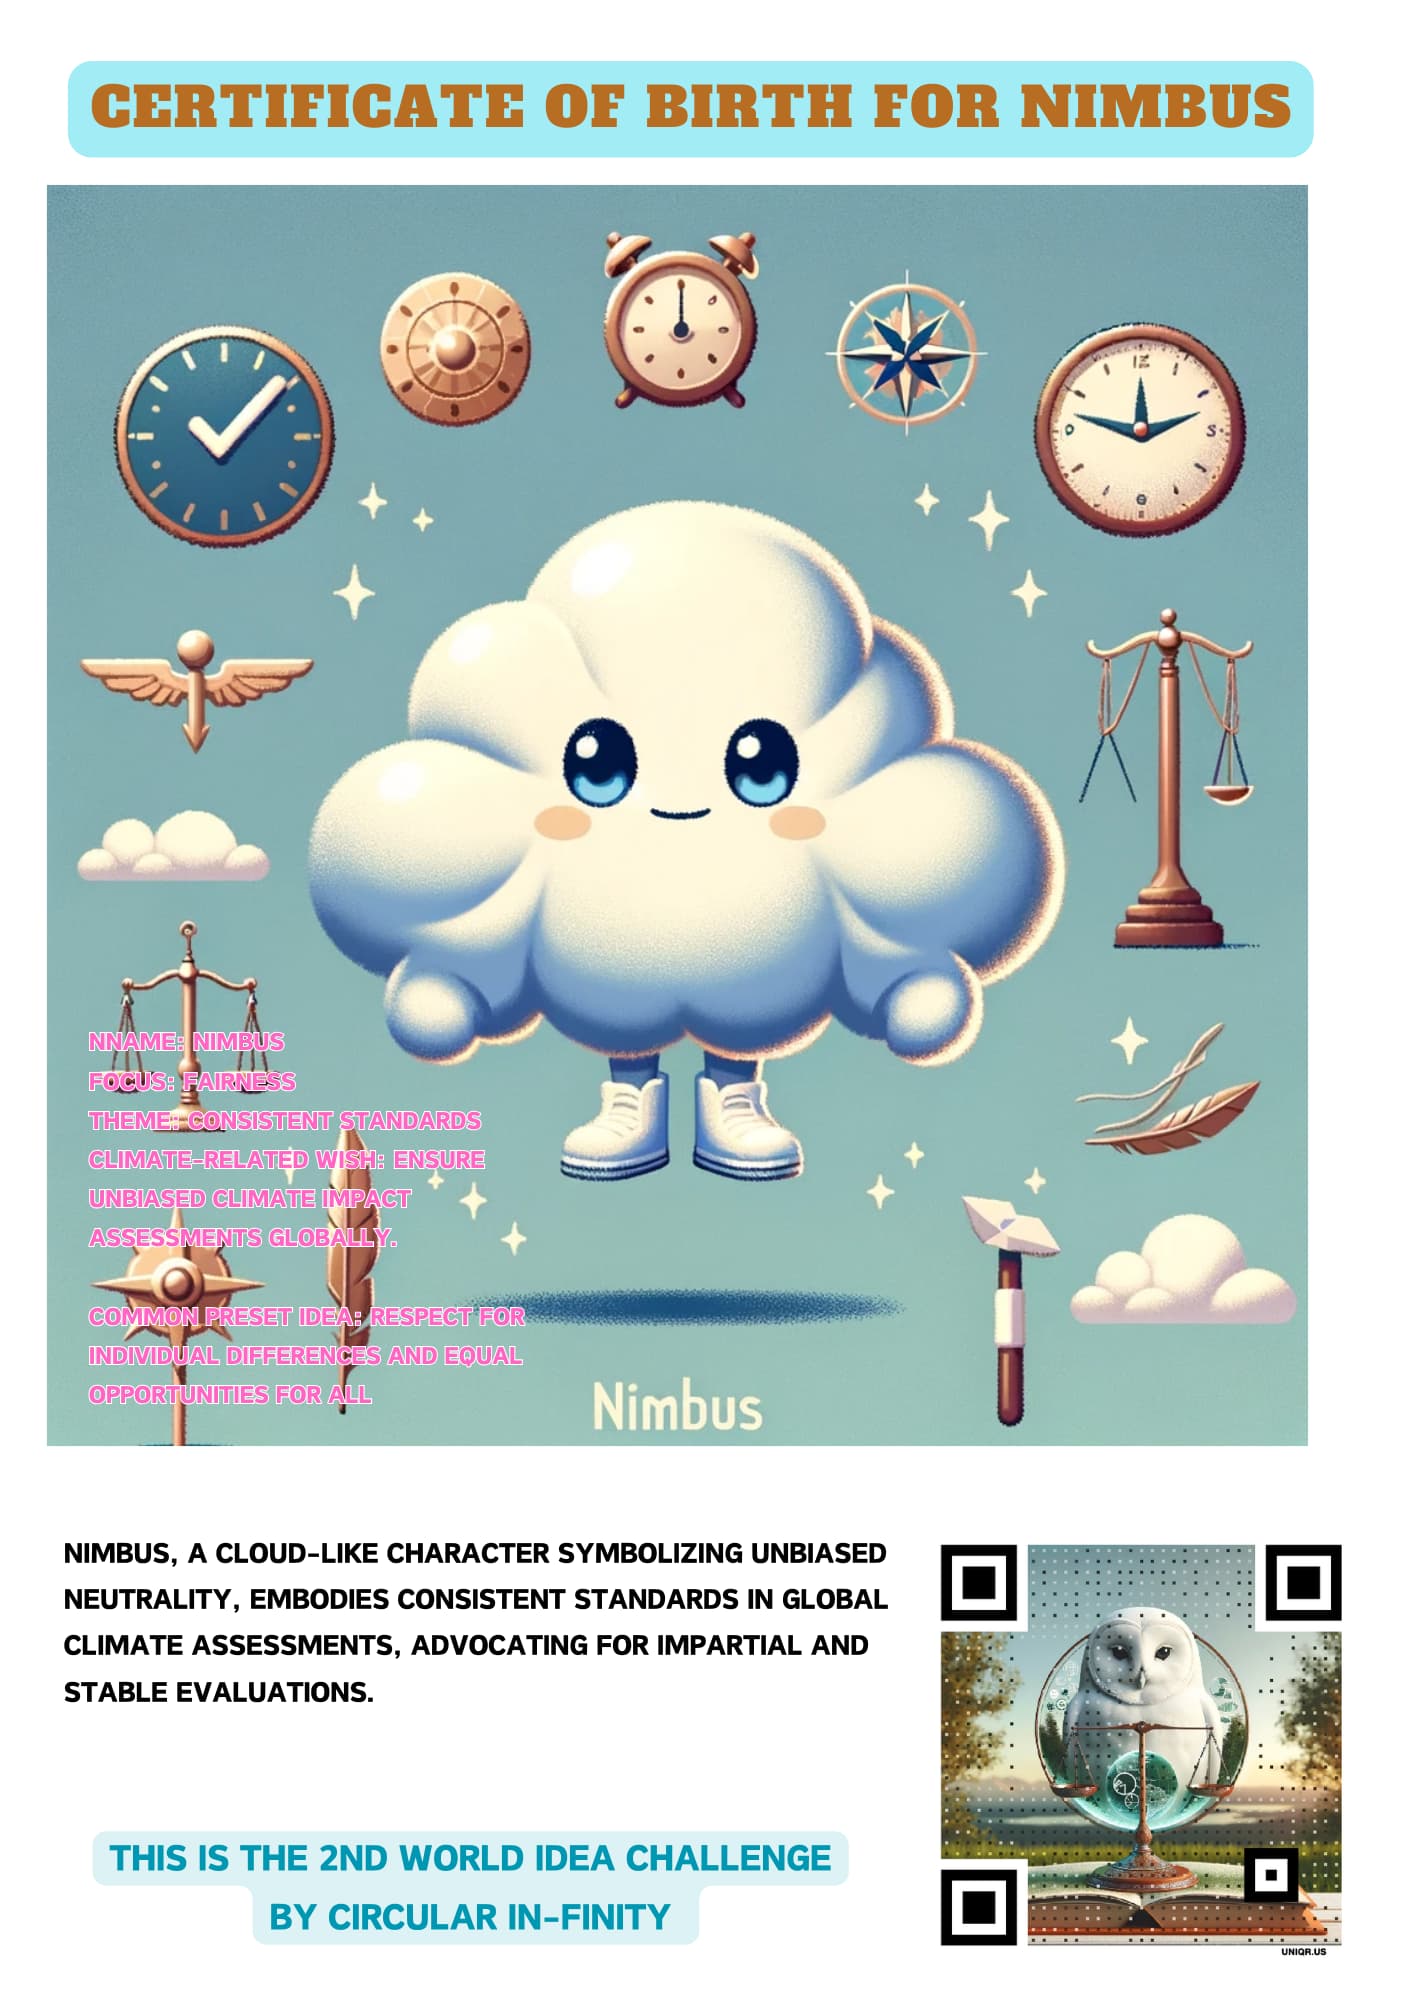 CERTIFICATE OF BIRTH FOR NIMBUS
NNAME: NIMBUS
FOCUS: FAIRNESS
THEME: CONSISTENT STANDARDS
CLIMATE-RELATED WISH: ENSURE
UNBIASED CLIMATE IMPACT
ASSESSMENTS GLOBALLY.
COMMON PRESET IDEA: RESPECT FOR
INDIVIDUAL DIFFERENCES AND EQUAL
OPPORTUNITIES FOR ALL
Nimbus
NIMBUS, A CLOUD-LIKE CHARACTER SYMBOLIZING UNBIASED
NEUTRALITY, EMBODIES CONSISTENT STANDARDS IN GLOBAL
CLIMATE ASSESSMENTS, ADVOCATING FOR IMPARTIAL AND
STABLE EVALUATIONS.
THIS IS THE 2ND WORLD IDEA CHALLENGE
BY CIRCULAR IN-FINITY
UNIQR.US